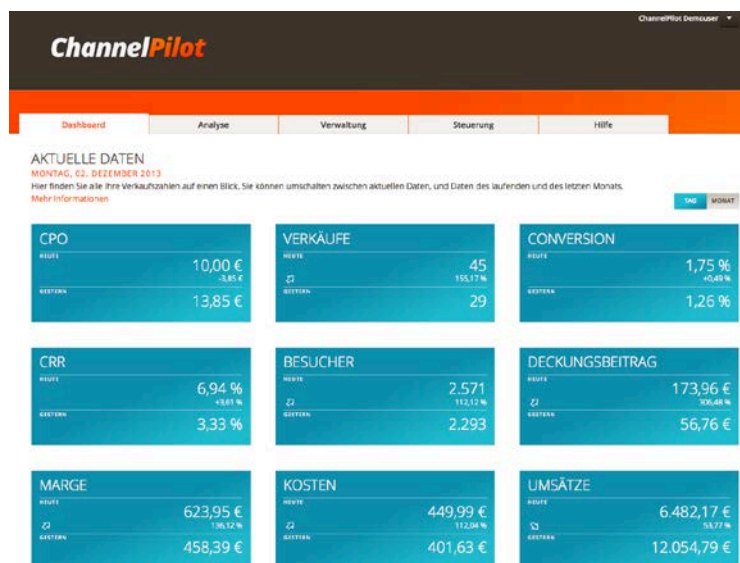 ChannelPilot Demouser
ChannelPilot
Dashboard Analyse Verwaltung Steuerung Hilfe
AKTUELLE DATEN
MONTAG, 02. DEZEMBER 2013
Hier finden Sie alle Ihre Verkaufszahlen auf einen Blick. Sie können umschalten zwischen aktuellen Daten, und Daten des laufenden und des letzten Monats.
Mehr Informationen
TAG MONAT
CPO
HEUTE
10,00 €
-3,85 €
GESTERN
13,85 €
VERKÄUFE
HEUTE
45
155,17 %
GESTERN
29
CONVERSION
HEUTE
1,75 %
+0,49 %
GESTERN
1,26 %
CRR
HEUTE
6,94 %
+3,61 %
GESTERN
3,33 %
BESUCHER
HEUTE
2.571
112,12 %
GESTERN
2.293
DECKUNGSBEITRAG
HEUTE
173,96 €
306,48 %
GESTERN
56,76 €
MARGE
HEUTE
623,95 €
136,12 %
GESTERN
458,39 €
KOSTEN
HEUTE
449,99 €
112,04 %
GESTERN
401,63 €
UMSÄTZE
HEUTE
6.482,17 €
53,77 %
GESTERN
12.054,79 €